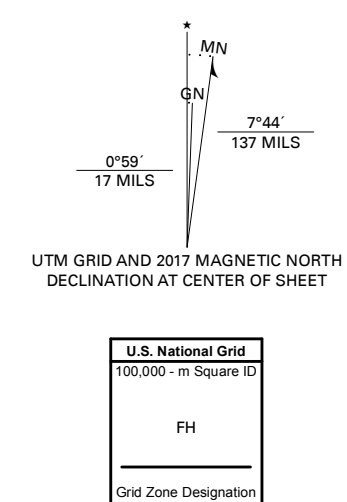 ★
MN
GN
7°44´
137 MILS
0°59´
17 MILS
UTM GRID AND 2017 MAGNETIC NORTH
DECLINATION AT CENTER OF SHEET
U.S. National Grid
100,000 - m Square ID
FH
Grid Zone Designation